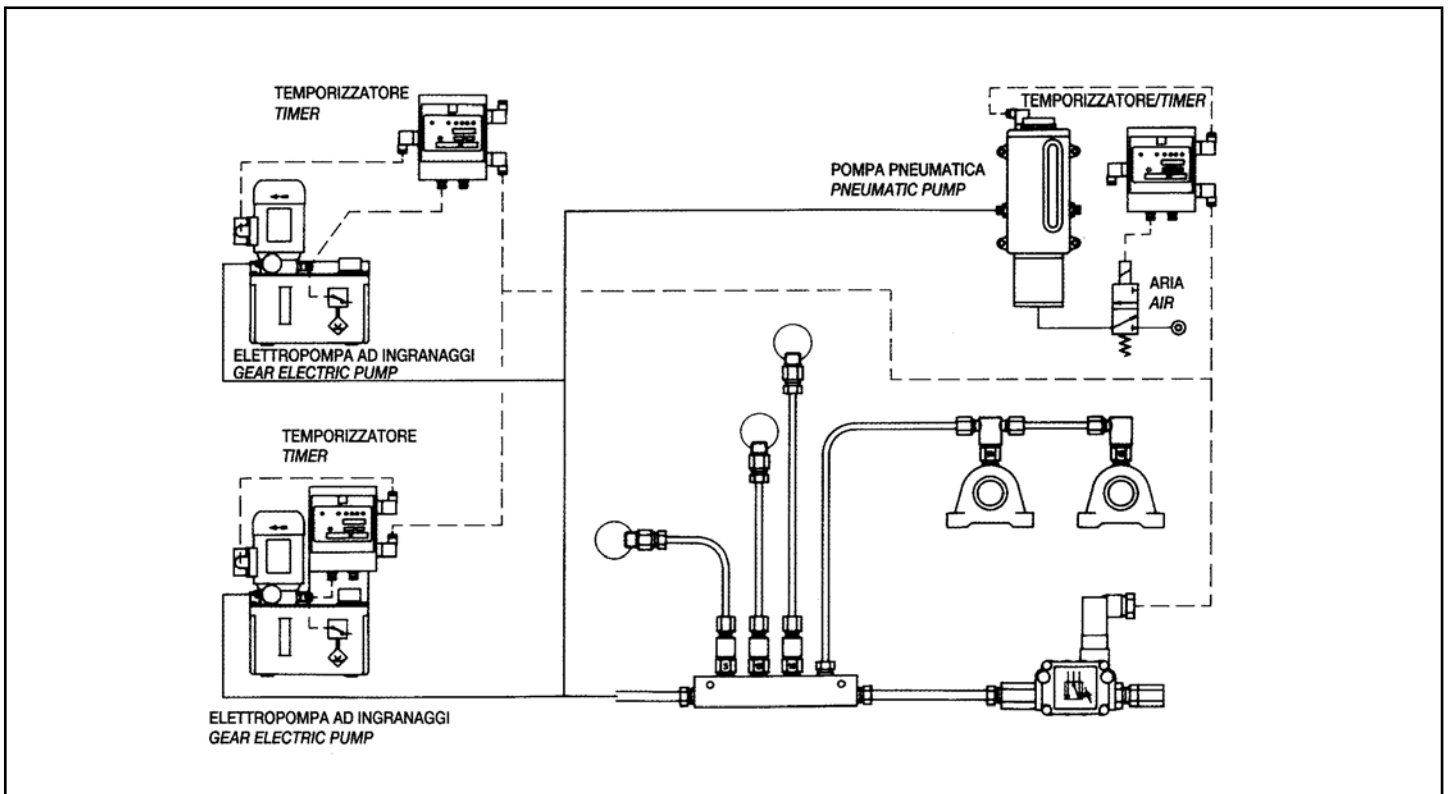 TEMPORIZZATORE
TIMER
TEMPORIZZATORE/TIMER
POMPA PNEUMATICA
PNEUMATIC PUMP
ARIA
AIR
ELETTROPOMPA AD INGRANAGGI
GEAR ELECTRIC PUMP
TEMPORIZZATORE
TIMER
ELETTROPOMPA AD INGRANAGGI
GEAR ELECTRIC PUMP